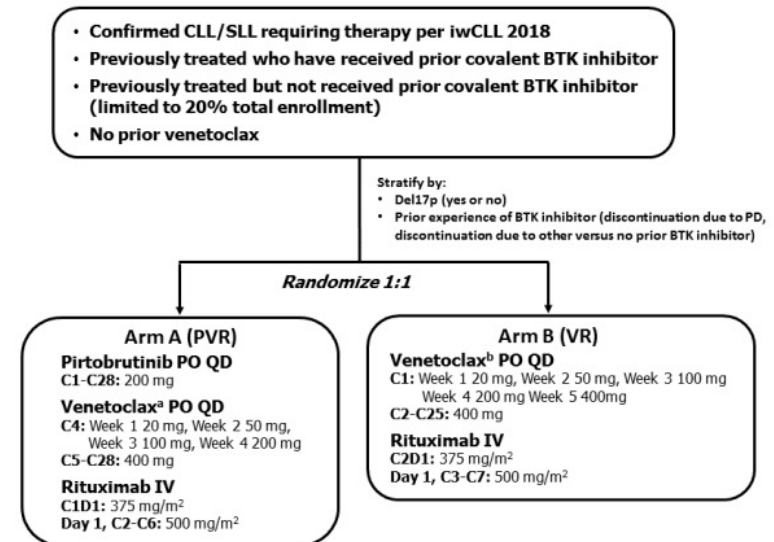 • Confirmed CLL/SLL requiring therapy per iwCLL 2018
• Previously treated who have received prior covalent BTK inhibitor
• Previously treated but not received prior covalent BTK inhibitor
(limited to 20% total enrollment)
• No prior venetoclax
Stratify by:
• Del17p (yes or no)
• Prior experience of BTK inhibitor (discontinuation due to PD,
discontinuation due to other versus no prior BTK inhibitor)
Randomize 1:1
Arm A (PVR)
Pirtobrutinib PO QD
C1-C28: 200 mg
Venetoclaxᵃ PO QD
C4: Week 1 20 mg, Week 2 50 mg,
Week 3 100 mg, Week 4 200 mg
C5-C28: 400 mg
Rituximab IV
C1D1: 375 mg/m²
Day 1, C2-C6: 500 mg/m²
Arm B (VR)
Venetoclaxᵇ PO QD
C1: Week 1 20 mg, Week 2 50 mg, Week 3 100 mg
Week 4 200 mg Week 5 400mg
C2-C25: 400 mg
Rituximab IV
C2D1: 375 mg/m²
Day 1, C3-C7: 500 mg/m²